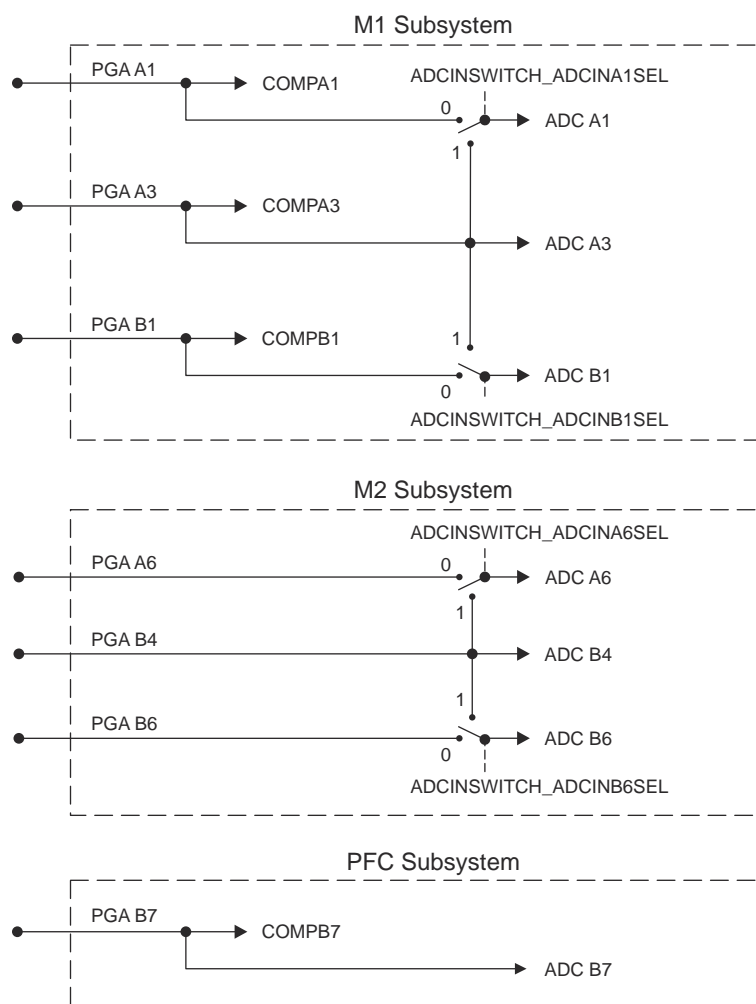 M1 Subsystem
PGA A1
COMPA1
ADCINSWITCH_ADCINA1SEL
0
ADC A1
1
PGA A3
COMPA3
ADC A3
PGA B1
COMPB1
1
ADC B1
0
ADCINSWITCH_ADCINB1SEL
M2 Subsystem
ADCINSWITCH_ADCINA6SEL
PGA A6
0
ADC A6
1
PGA B4
ADC B4
1
PGA B6
ADC B6
0
ADCINSWITCH_ADCINB6SEL
PFC Subsystem
PGA B7
COMPB7
ADC B7